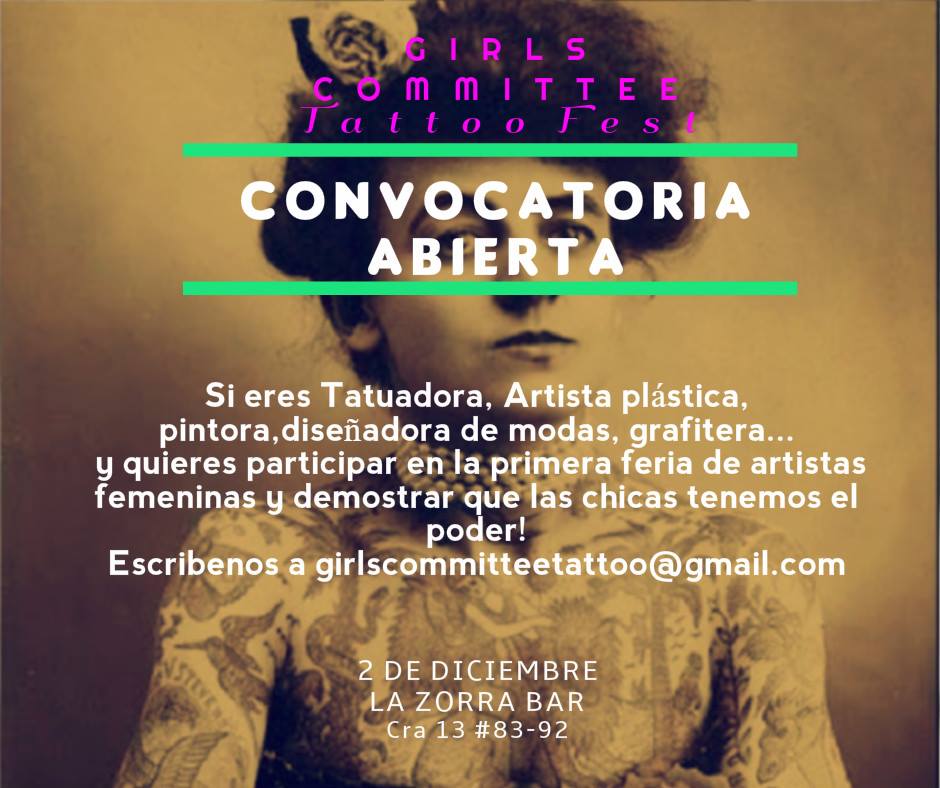 GIRLS
COMMITTEE
Tattoo Fest
CONVOCATORIA
ABIERTA
Si eres Tatuadora, Artista plástica,
pintora,diseñadora de modas, grafitera...
y quieres participar en la primera feria de artistas
femeninas y demostrar que las chicas tenemos el
poder!
Escribenos a girlscommitteetattoo@gmail.com
2 DE DICIEMBRE
LA ZORRA BAR
Cra 13 #83-92